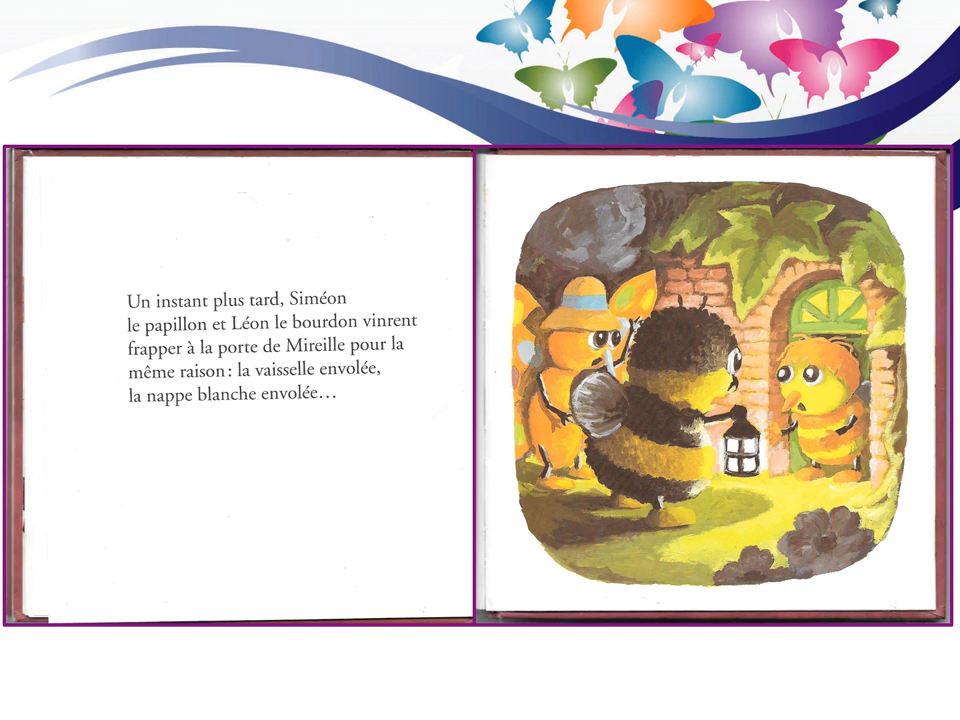 Un instant plus tard, Siméon
le papillon et Léon le bourdon vinrent
frapper à la porte de Mireille pour la
même raison : la vaisselle envolée,
la nappe blanche envolée…